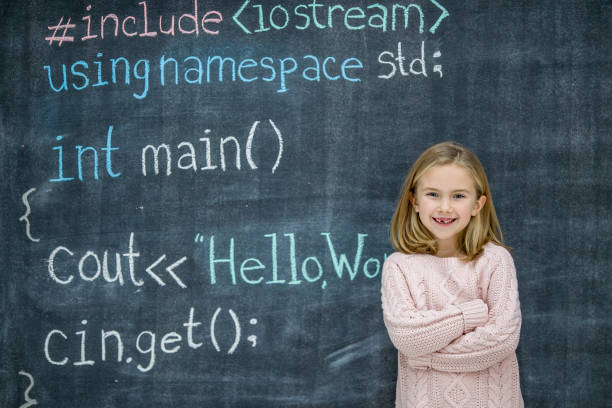 #include <iostream>
using namespace std;
int main()
{
cout<< "Hello, Wo
cin.get();
}